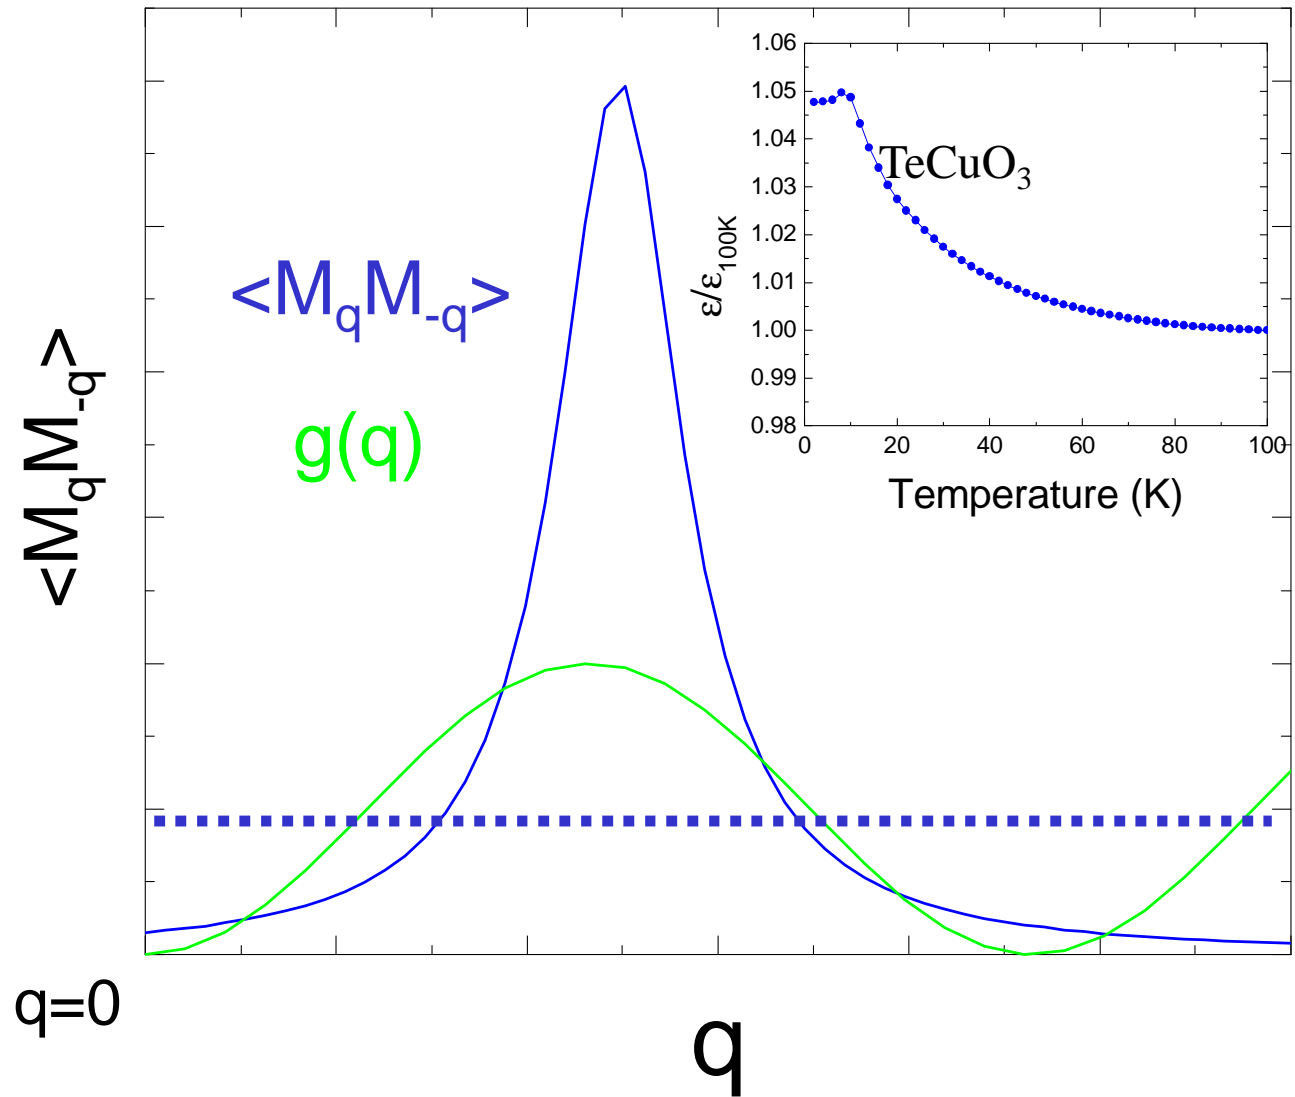 <MqM-q>
<MqM-q>
g(q)
q=0
q
1.06
1.05
1.04
1.03
1.02
1.01
1.00
0.99
0.98
ε/ε100K
TeCuO3
0 20 40 60 80 100
Temperature (K)